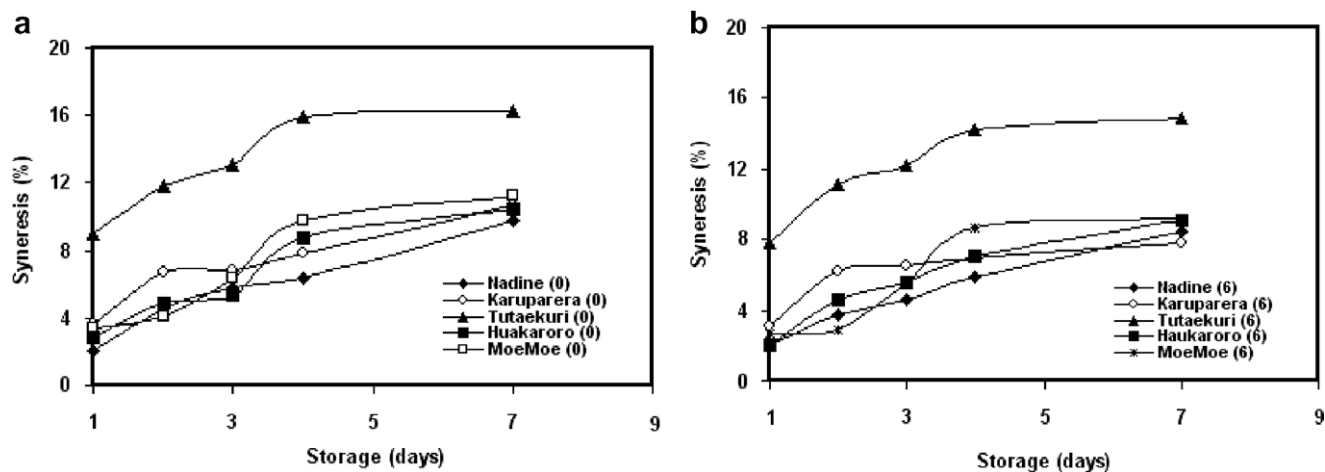 a
20
16
12
8
4
0
Syneresis (%)
Nadine (0)
Karuparera (0)
Tutaekuri (0)
Huakaroro (0)
MoeMoe (0)
1 3 5 7 9
Storage (days)
b
20
16
12
8
4
0
Syneresis (%)
Nadine (6)
Karuparera (6)
Tutaekuri (6)
Haukaroro (6)
MoeMoe (6)
1 3 5 7 9
Storage (days)